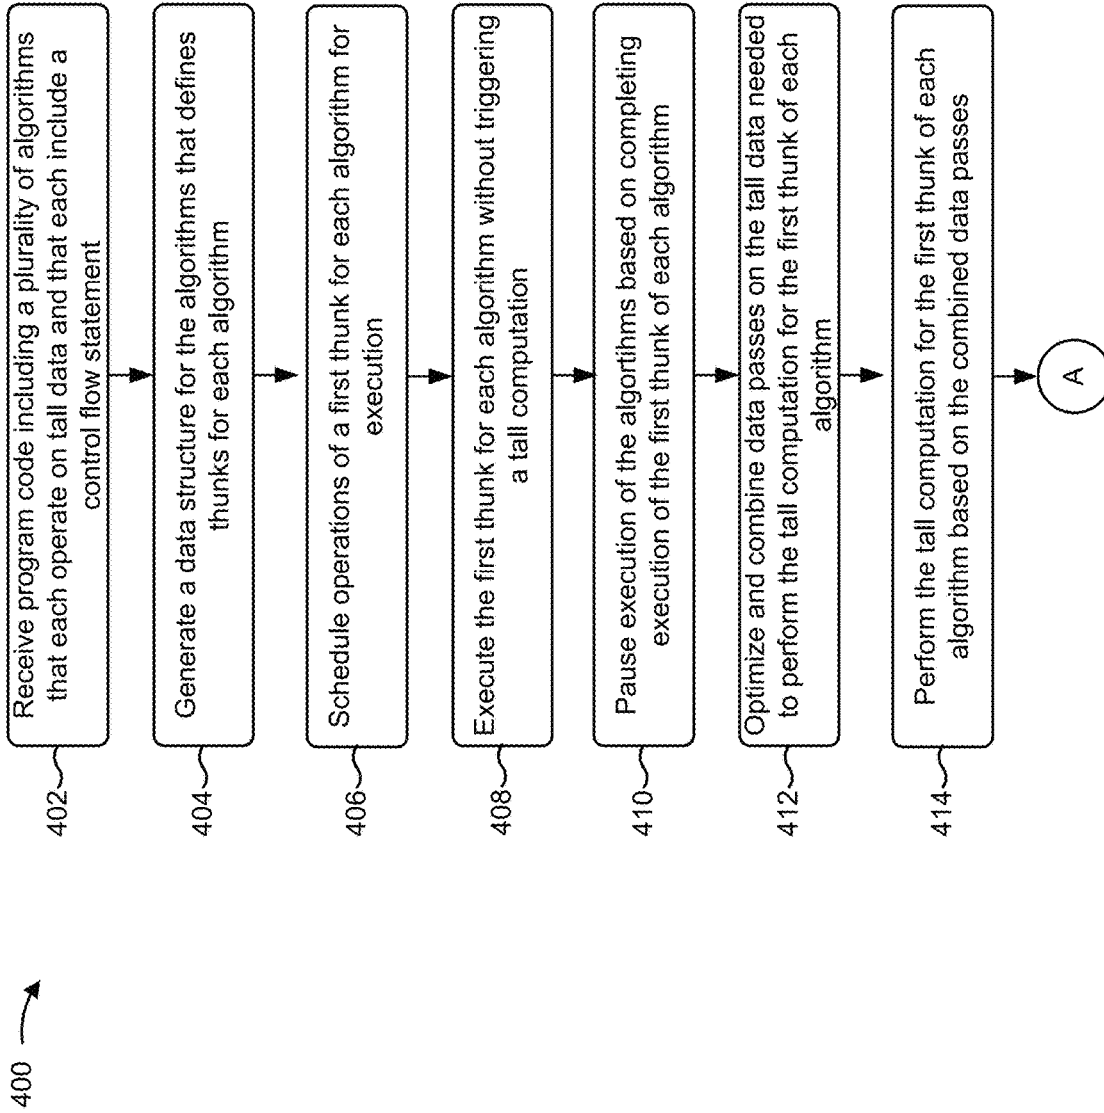 400
402
Receive program code including a plurality of algorithms
that each operate on tall data and that each include a
control flow statement
404
Generate a data structure for the algorithms that defines
thunks for each algorithm
406
Schedule operations of a first thunk for each algorithm for
execution
408
Execute the first thunk for each algorithm without triggering
a tall computation
410
Pause execution of the algortihms based on completing
execution of the first thunk of each algorithm
412
Optimize and combine data passes on the tall data needed
to perform the tall computation for the first thunk of each
algorithm
414
Perform the tall computation for the first thunk of each
algorithm based on the combined data passes
A